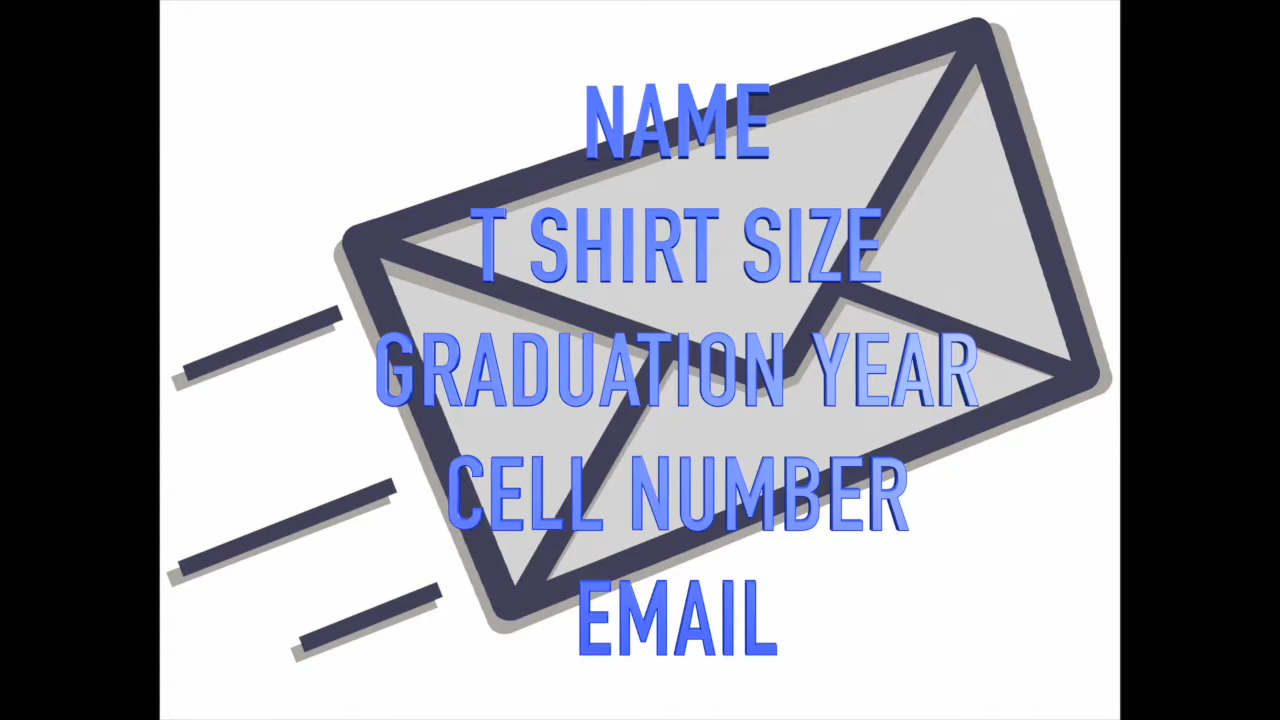 NAME
T SHIRT SIZE
GRADUATION YEAR
CELL NUMBER
EMAIL